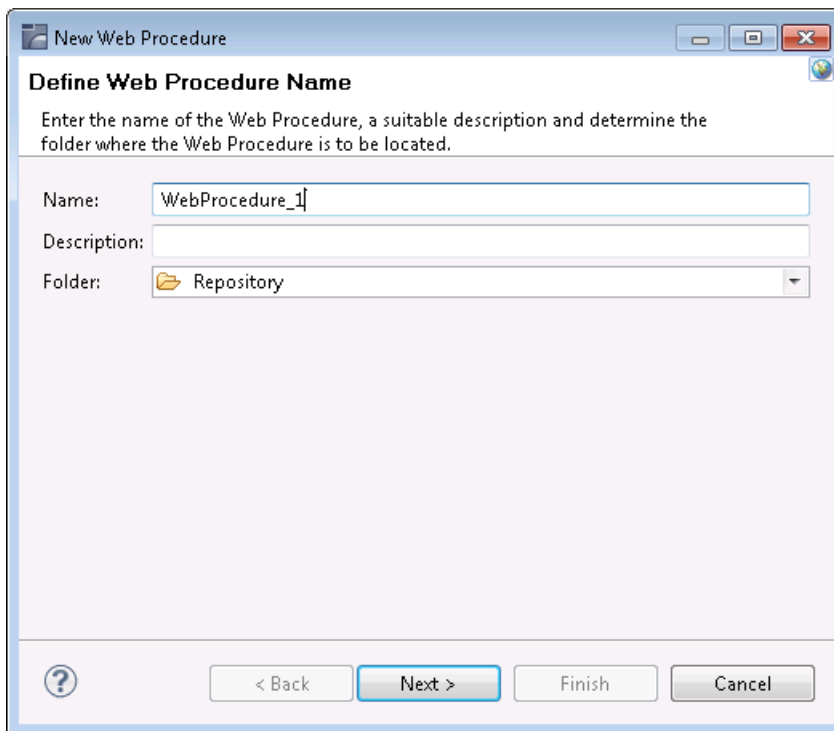 New Web Procedure
Define Web Procedure Name
Enter the name of the Web Procedure, a suitable description and determine the
folder where the Web Procedure is to be located.
Name: WebProcedure_1
Description:
Folder: Repository
? < Back Next > Finish Cancel